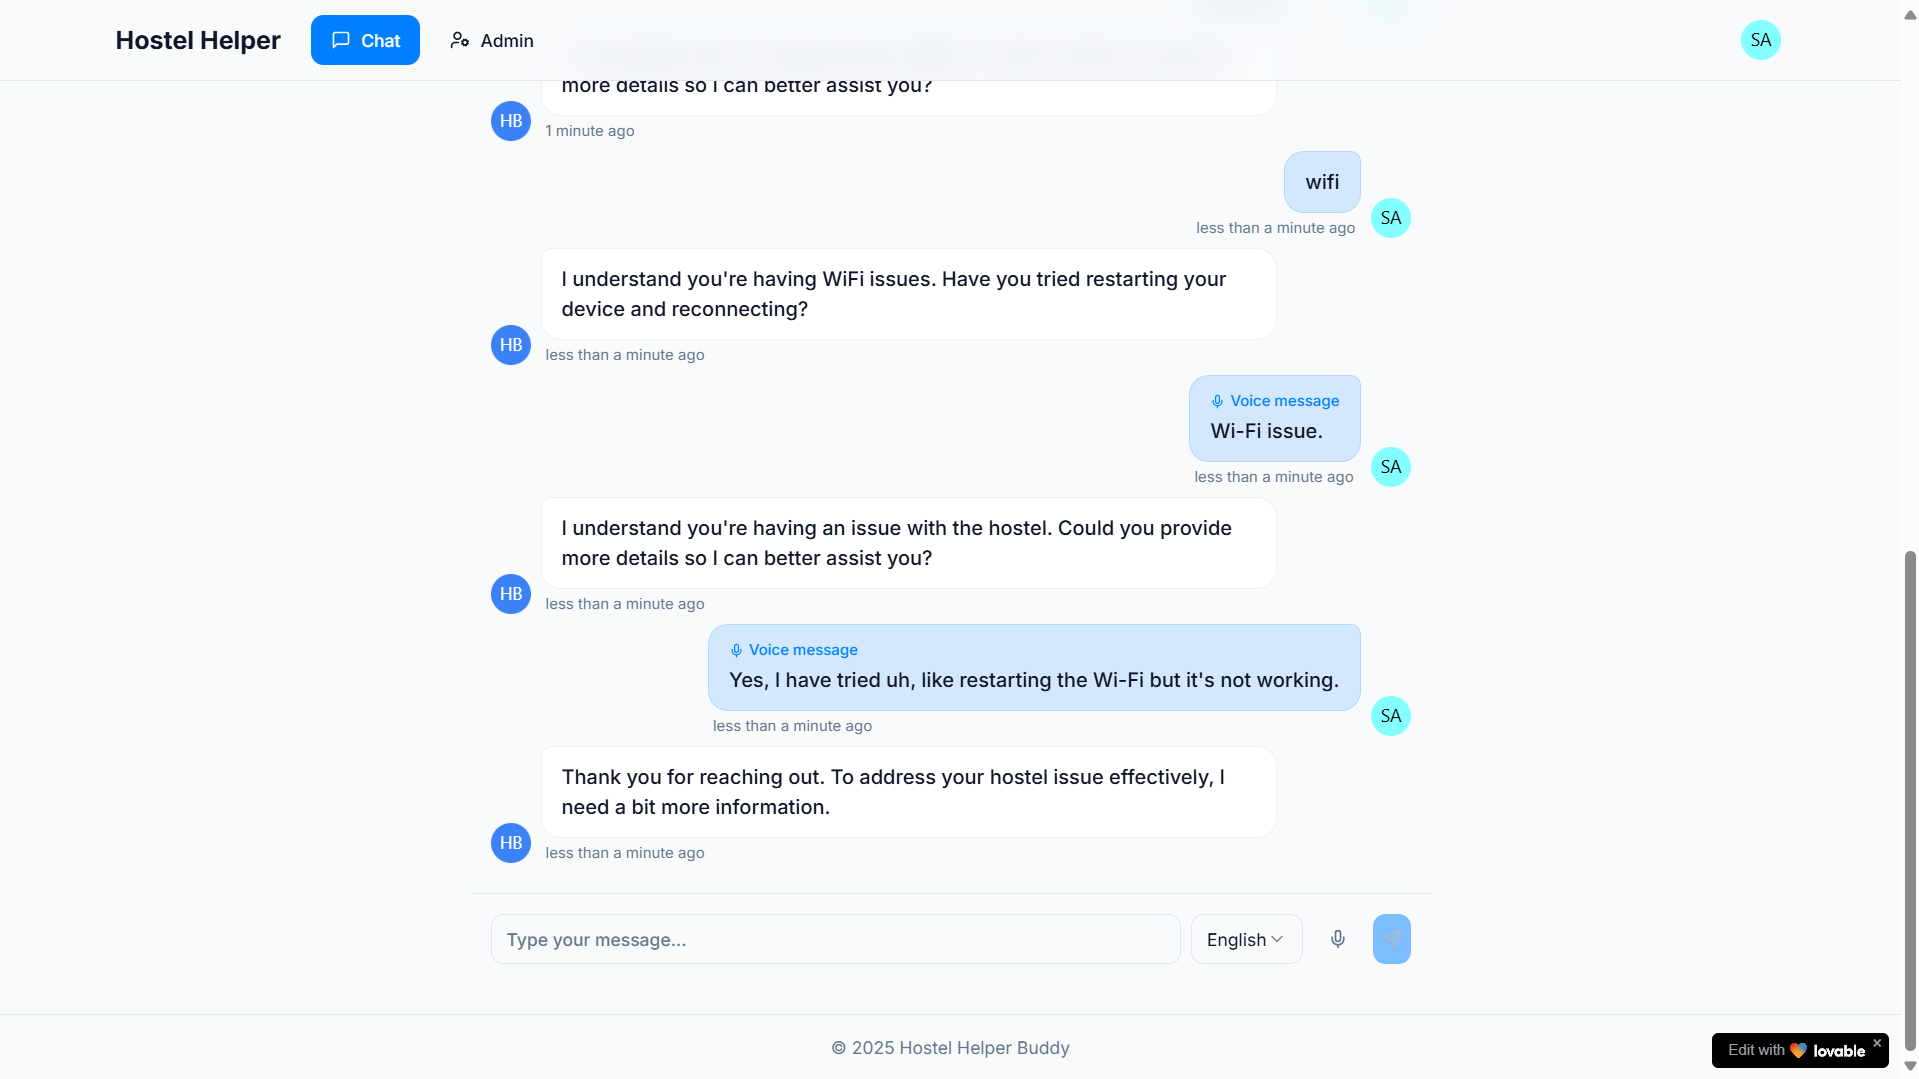 Hostel Helper
Chat
Admin
SA
more details so I can better assist you?
HB
1 minute ago
wifi
SA
less than a minute ago
I understand you're having WiFi issues. Have you tried restarting your
device and reconnecting?
HB
less than a minute ago
Voice message
Wi-Fi issue.
SA
less than a minute ago
I understand you're having an issue with the hostel. Could you provide
more details so I can better assist you?
HB
less than a minute ago
Voice message
Yes, I have tried uh, like restarting the Wi-Fi but it's not working.
SA
less than a minute ago
Thank you for reaching out. To address your hostel issue effectively, I
need a bit more information.
HB
less than a minute ago
Type your message...
English
© 2025 Hostel Helper Buddy
Edit with lovable